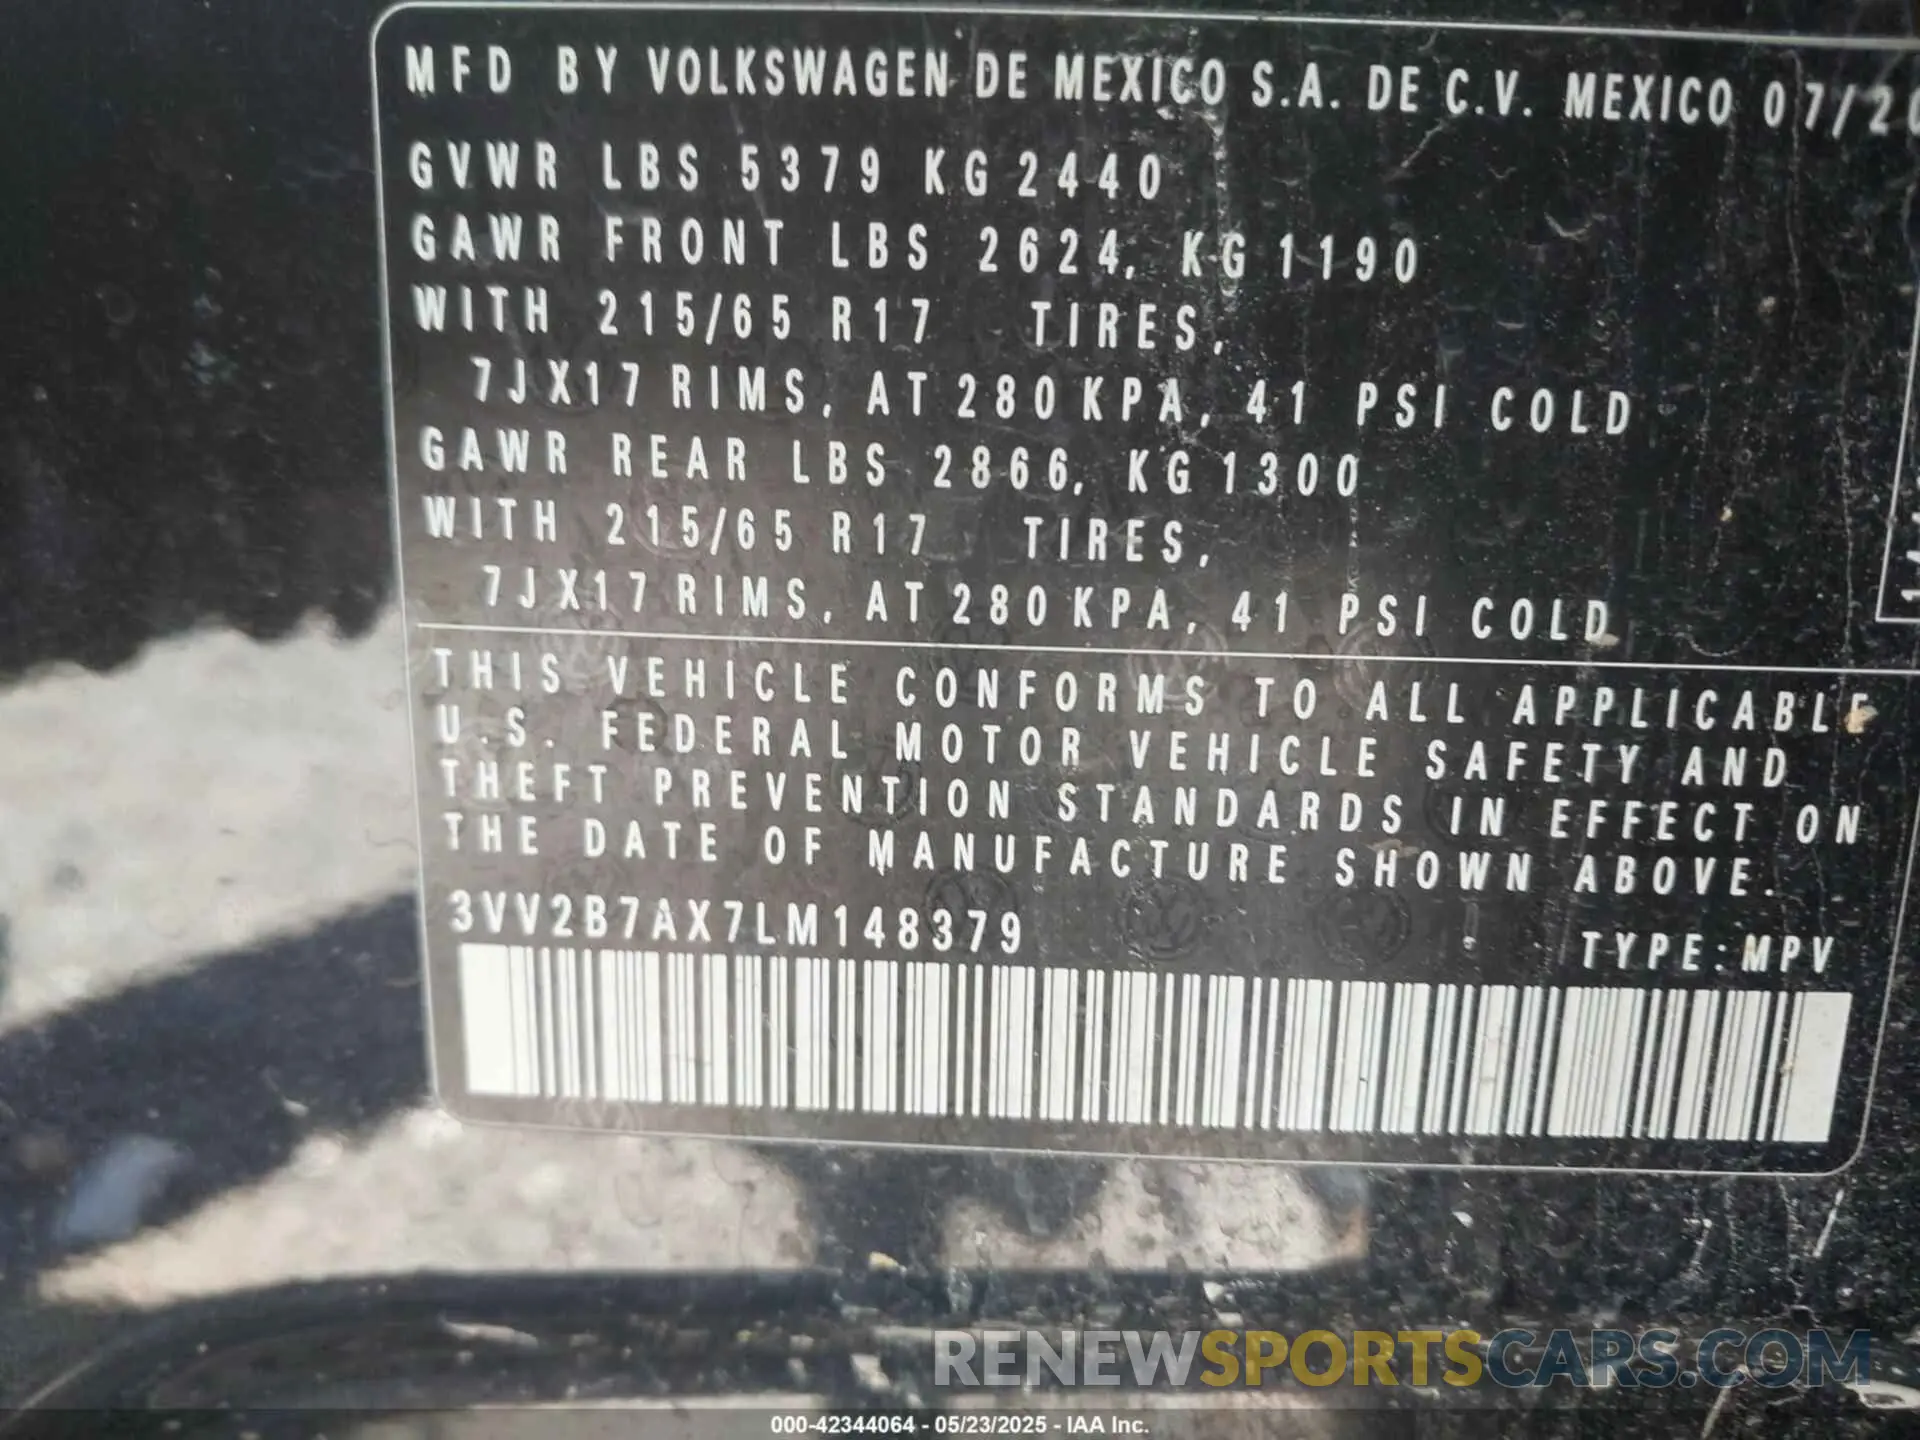 MFD BY VOLKSWAGEN DE MEXICO S.A. DE C.V. MEXICO 07/20
GVWR LBS 5379 KG 2440
GAWR FRONT LBS 2624, KG 1190
WITH 215/65 R17 TIRES,
7JX17 RIMS, AT 280 KPA, 41 PSI COLD
GAWR REAR LBS 2866, KG 1300
WITH 215/65 R17 TIRES,
7JX17 RIMS, AT 280 KPA, 41 PSI COLD
THIS VEHICLE CONFORMS TO ALL APPLICABLE
U.S. FEDERAL MOTOR VEHICLE SAFETY AND
THEFT PREVENTION STANDARDS IN EFFECT ON
THE DATE OF MANUFACTURE SHOWN ABOVE.
3VV2B7AX7LM148379
TYPE: MPV
RENEWSPORTSCARS.COM
000-42344064 - 05/23/2025 - IAA Inc.